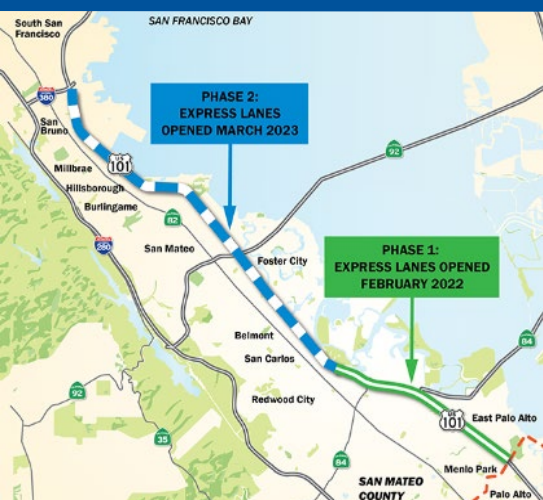 South San
Francisco
SAN FRANCISCO BAY
380
San
Bruno
PHASE 2:
EXPRESS LANES
OPENED MARCH 2023
92
Millbrae
US
101
Hillsborough
Burlingame
82
280
San Mateo
Foster City
PHASE 1:
EXPRESS LANES OPENED
FEBRUARY 2022
84
Belmont
San Carlos
92
Redwood City
35
US
101
East Palo Alto
84
Menlo Park
SAN MATEO
COUNTY
Palo Alto